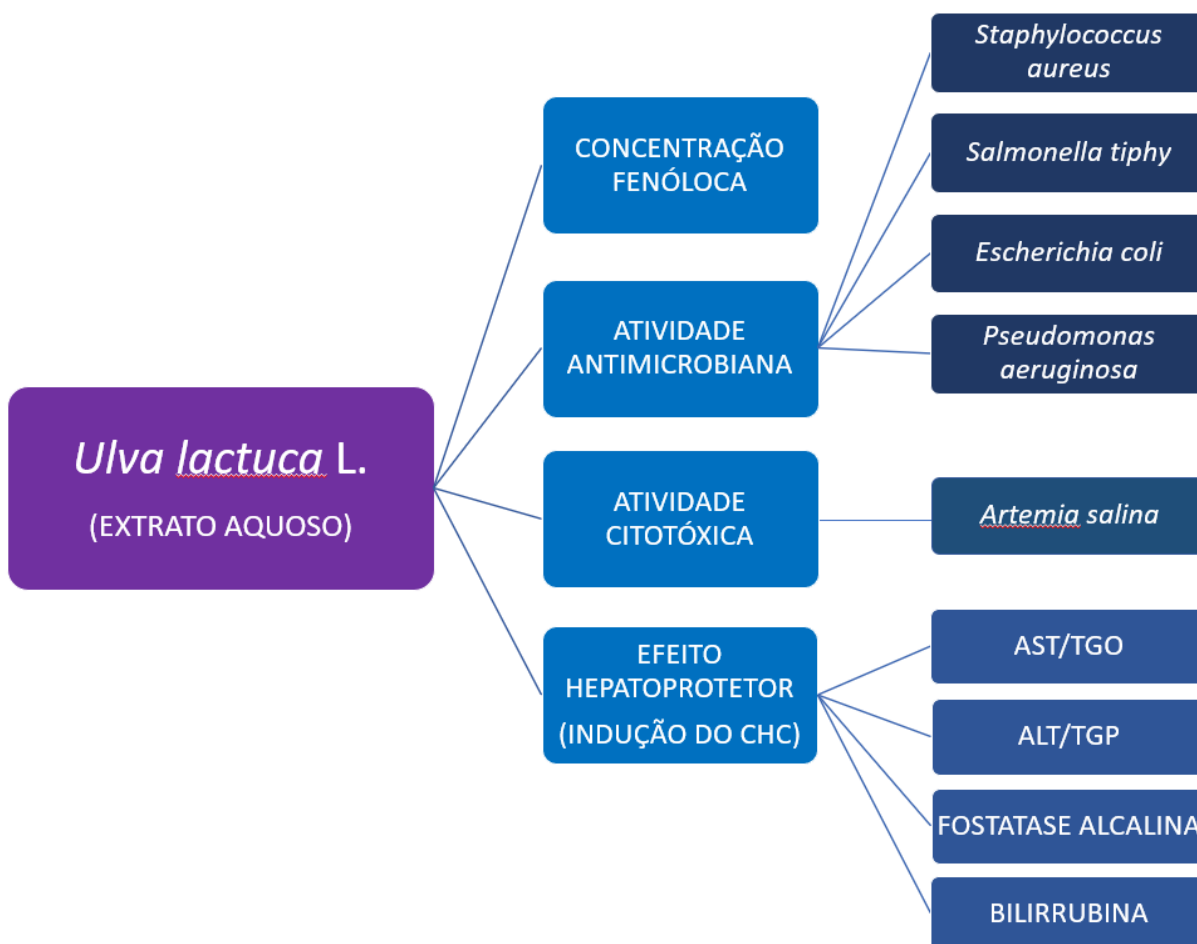 Ulva lactuca L.
(EXTRATO AQUOSO)
CONCENTRAÇÃO
FENÓLOCA
ATIVIDADE
ANTIMICROBIANA
ATIVIDADE
CITOTÓXICA
EFEITO
HEPATOPROTETOR
(INDUÇÃO DO CHC)
Staphylococcus
aureus
Salmonella tiphy
Escherichia coli
Pseudomonas
aeruginosa
Artemia salina
AST/TGO
ALT/TGP
FOSTATASE ALCALINA
BILIRRUBINA